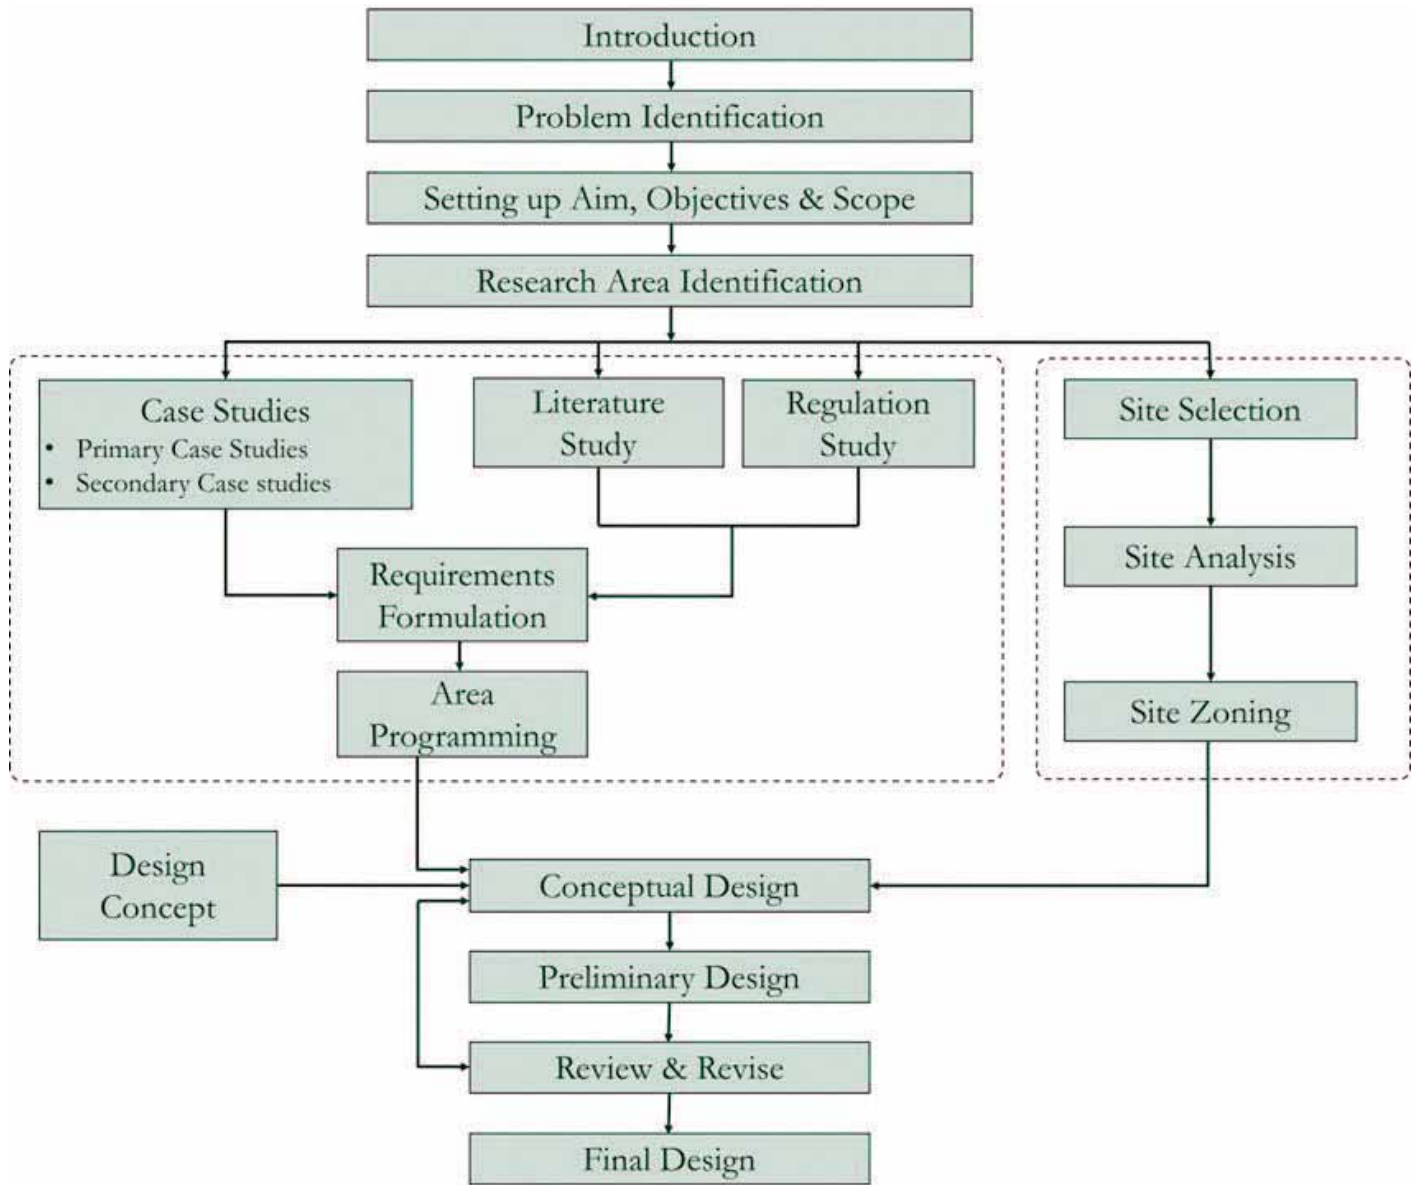 Introduction
Problem Identification
Setting up Aim, Objectives & Scope
Research Area Identification
Case Studies
• Primary Case Studies
• Secondary Case studies
Literature
Study
Regulation
Study
Site Selection
Requirements
Formulation
Site Analysis
Area
Programming
Site Zoning
Design
Concept
Conceptual Design
Preliminary Design
Review & Revise
Final Design